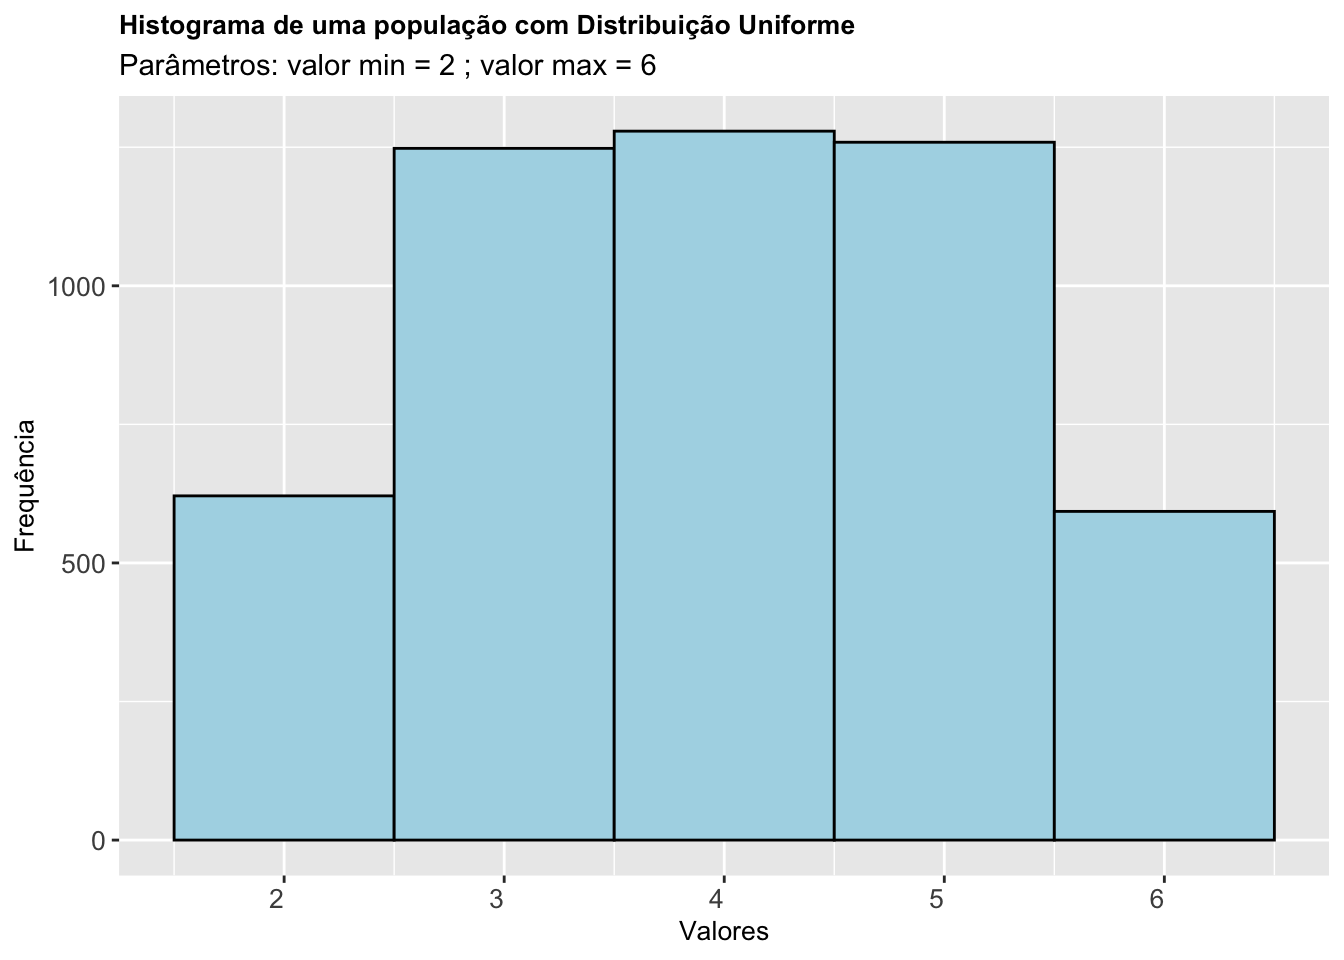 Histograma de uma população com Distribuição Uniforme
Parâmetros: valor min = 2 ; valor max = 6
Frequência
1000
500
0
2 3 4 5 6
Valores